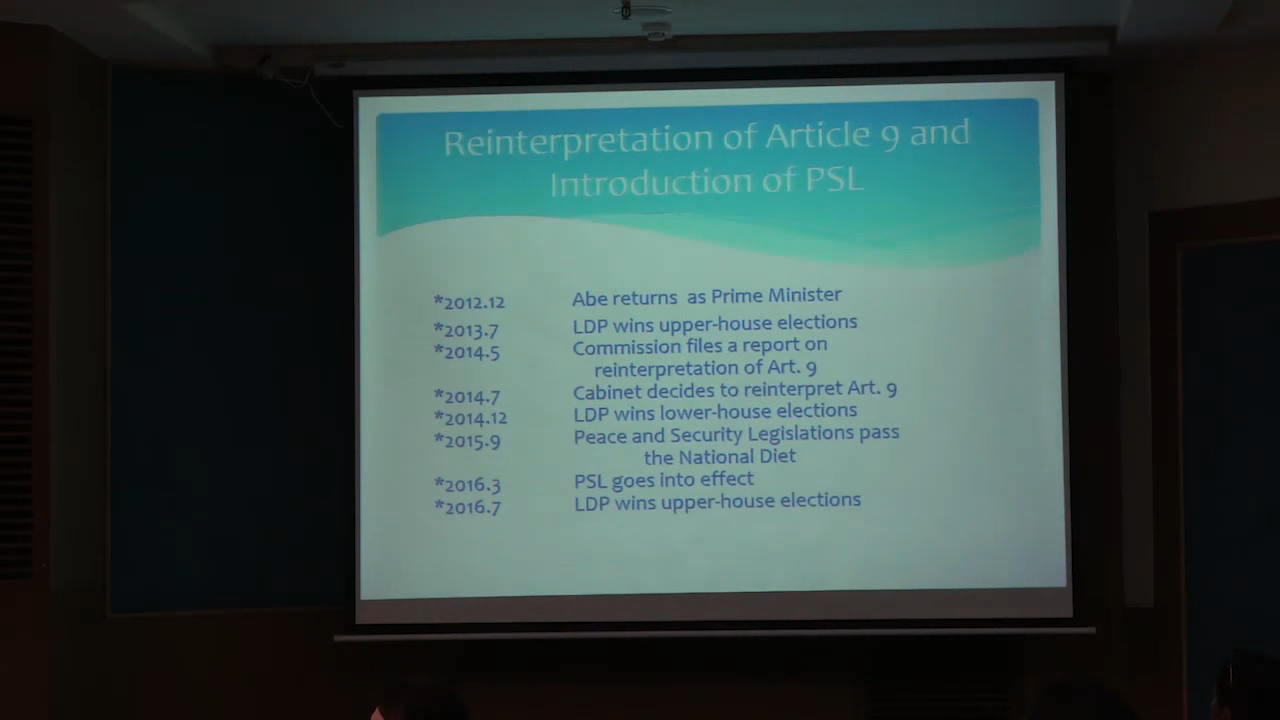 Reinterpretation of Article 9 and
Introduction of PSL
*2012.12 Abe returns as Prime Minister
*2013.7 LDP wins upper-house elections
*2014.5 Commission files a report on
reinterpretation of Art. 9
*2014.7 Cabinet decides to reinterpret Art. 9
*2014.12 LDP wins lower-house elections
*2015.9 Peace and Security Legislations pass
the National Diet
*2016.3 PSL goes into effect
*2016.7 LDP wins upper-house elections